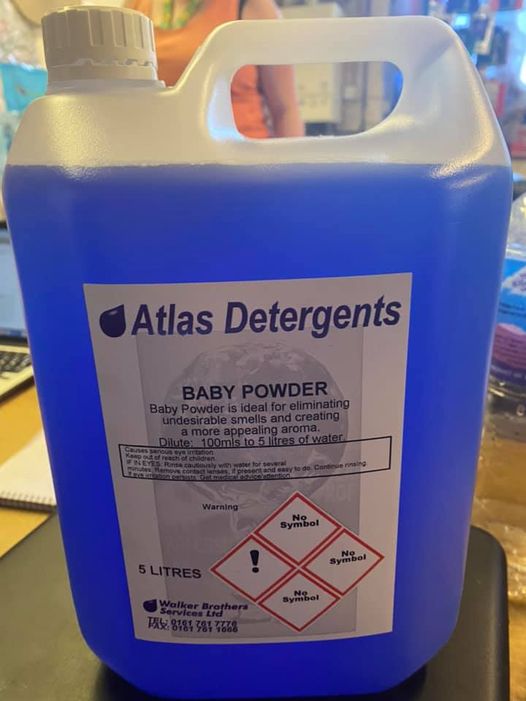 Atlas Detergents
BABY POWDER
Baby Powder is ideal for eliminating
undesirable smells and creating
a more appealing aroma.
Dilute: 100mls to 5 litres of water.
Causes serious eye irritation
Keep out of reach of children.
IF IN EYES: Rinse cautiously with water for several
minutes. Remove contact lenses, if present and easy to do. Continue rinsing.
If eye irritation persists: Get medical advice/attention.
Warning
No
Symbol
!
No
Symbol
No
Symbol
5 LITRES
Walker Brothers
Services Ltd
TEL: 0161 761 7776
FAX: 0161 761 1666